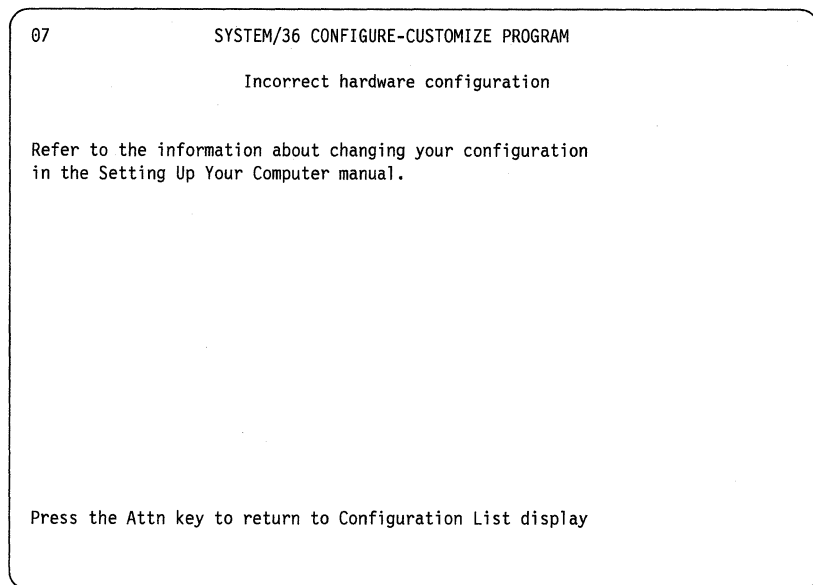 07 SYSTEM/36 CONFIGURE-CUSTOMIZE PROGRAM
Incorrect hardware configuration
Refer to the information about changing your configuration
in the Setting Up Your Computer manual.
Press the Attn key to return to Configuration List display